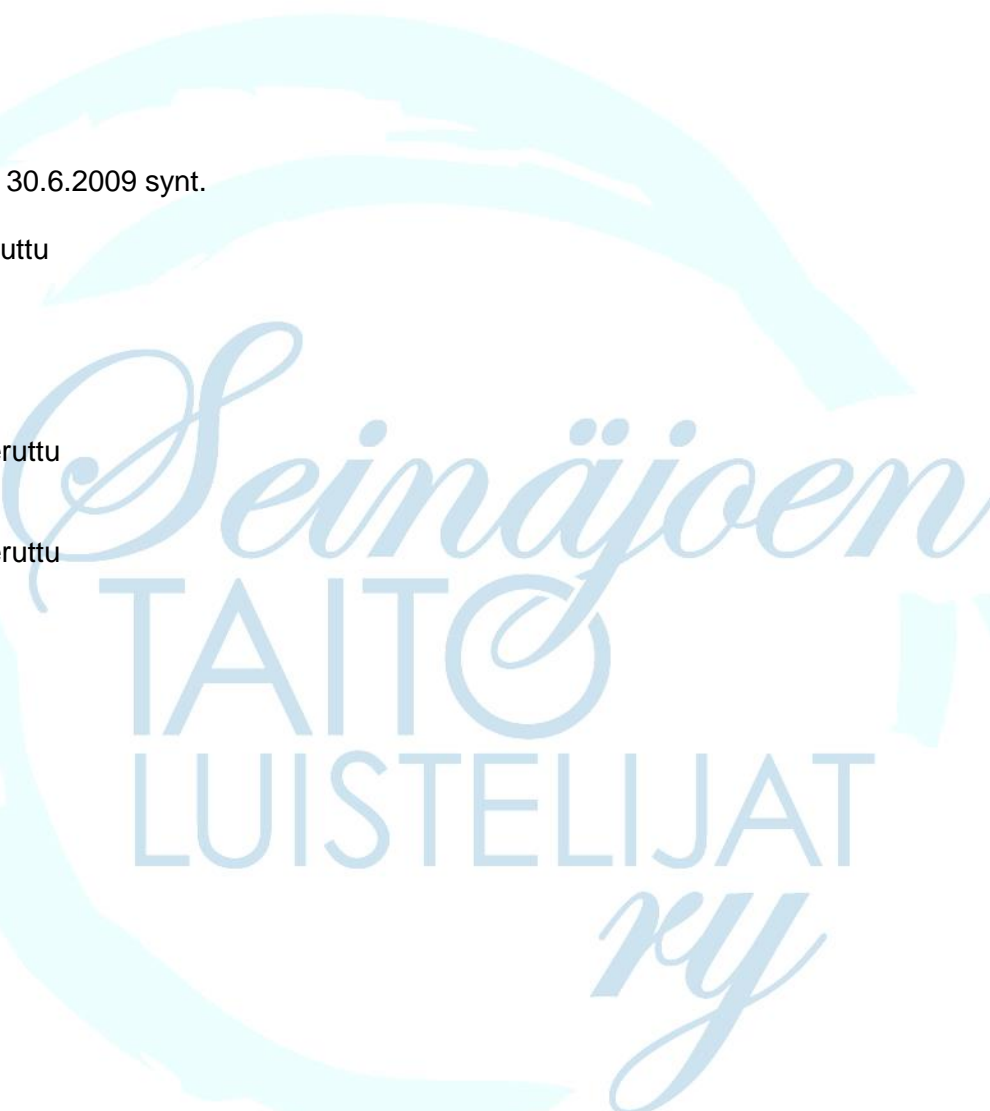 30.6.2009 synt.
uttu
ruttu
ruttu
Seinäjoen
TAITO
LUISTELIJAT
ry